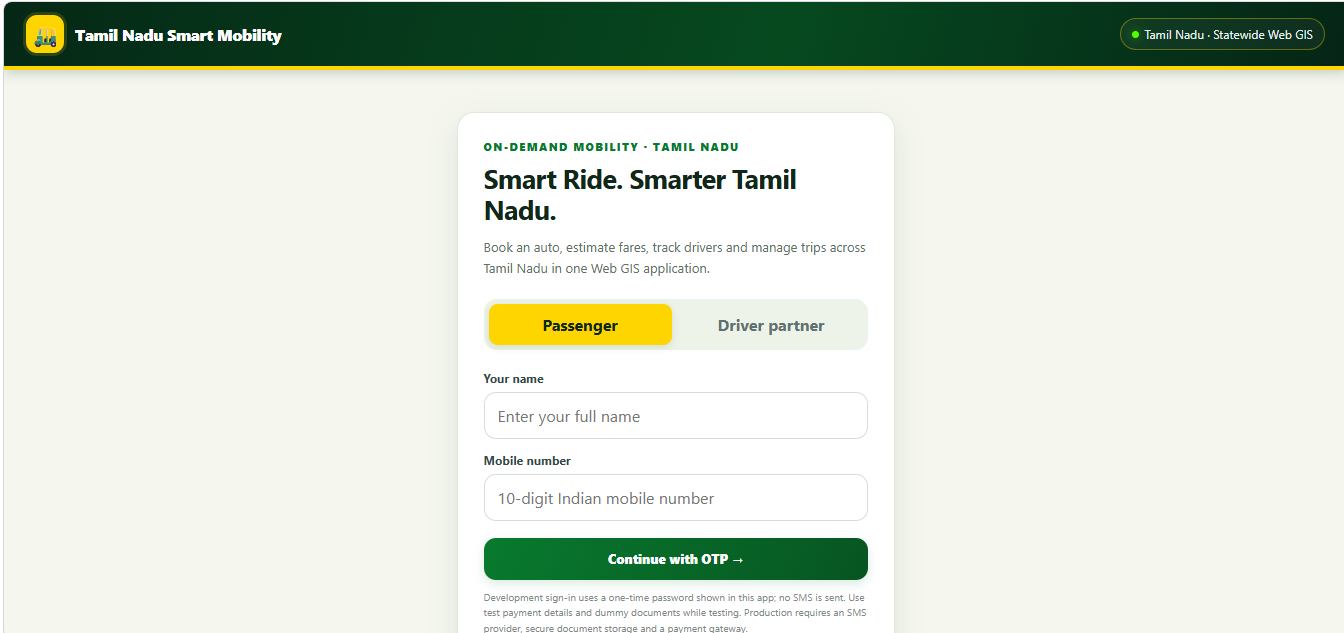 Tamil Nadu Smart Mobility
Tamil Nadu · Statewide Web GIS
ON-DEMAND MOBILITY · TAMIL NADU
Smart Ride. Smarter Tamil
Nadu.
Book an auto, estimate fares, track drivers and manage trips across
Tamil Nadu in one Web GIS application.
Passenger
Driver partner
Your name
Enter your full name
Mobile number
10-digit Indian mobile number
Continue with OTP →
Development sign-in uses a one-time password shown in this app; no SMS is sent. Use
test payment details and dummy documents while testing. Production requires an SMS
provider, secure document storage and a payment gateway.